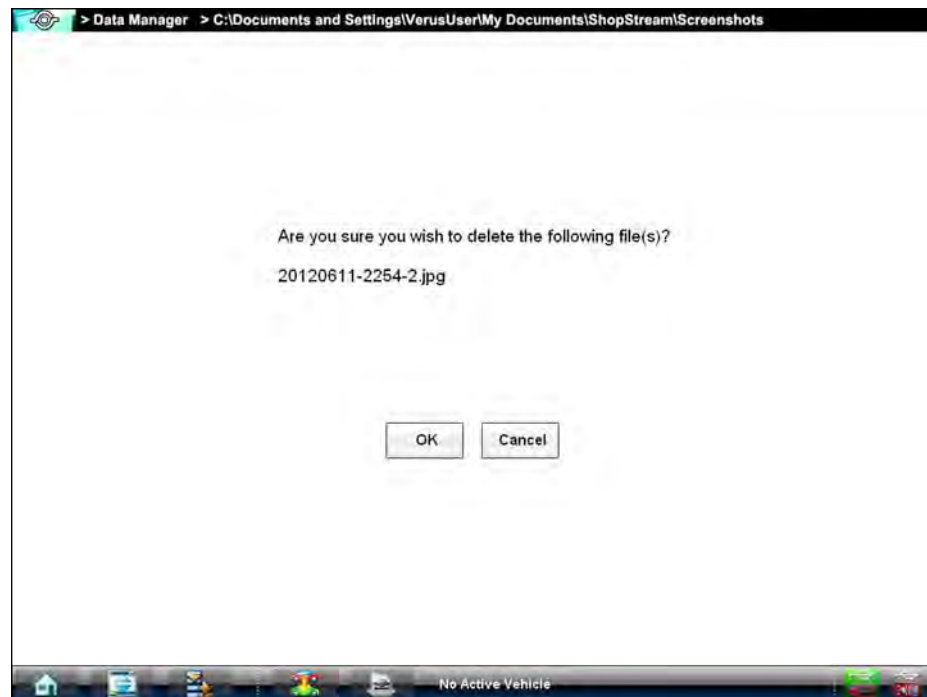 > Data Manager > C:\Documents and Settings\VerusUser\My Documents\ShopStream\Screenshots
Are you sure you wish to delete the following file(s)?
20120611-2254-2.jpg
OK Cancel
No Active Vehicle